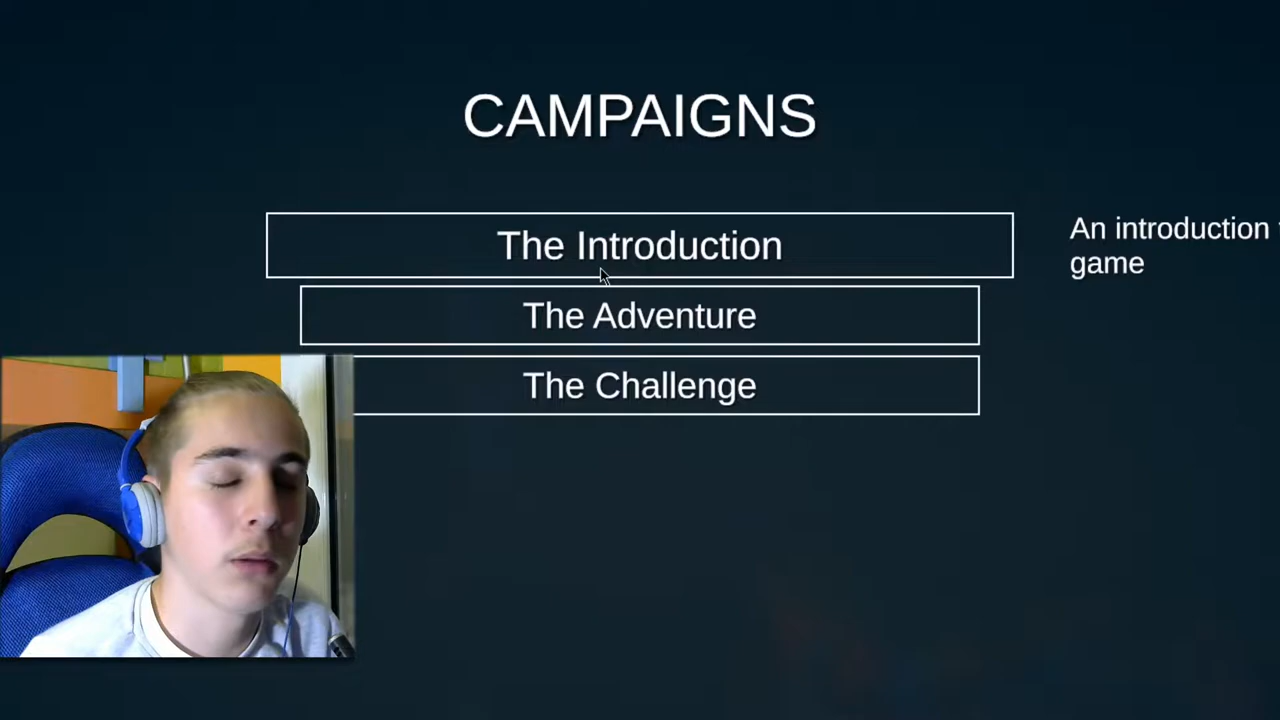 CAMPAIGNS
The Introduction
An introduction
game
The Adventure
The Challenge